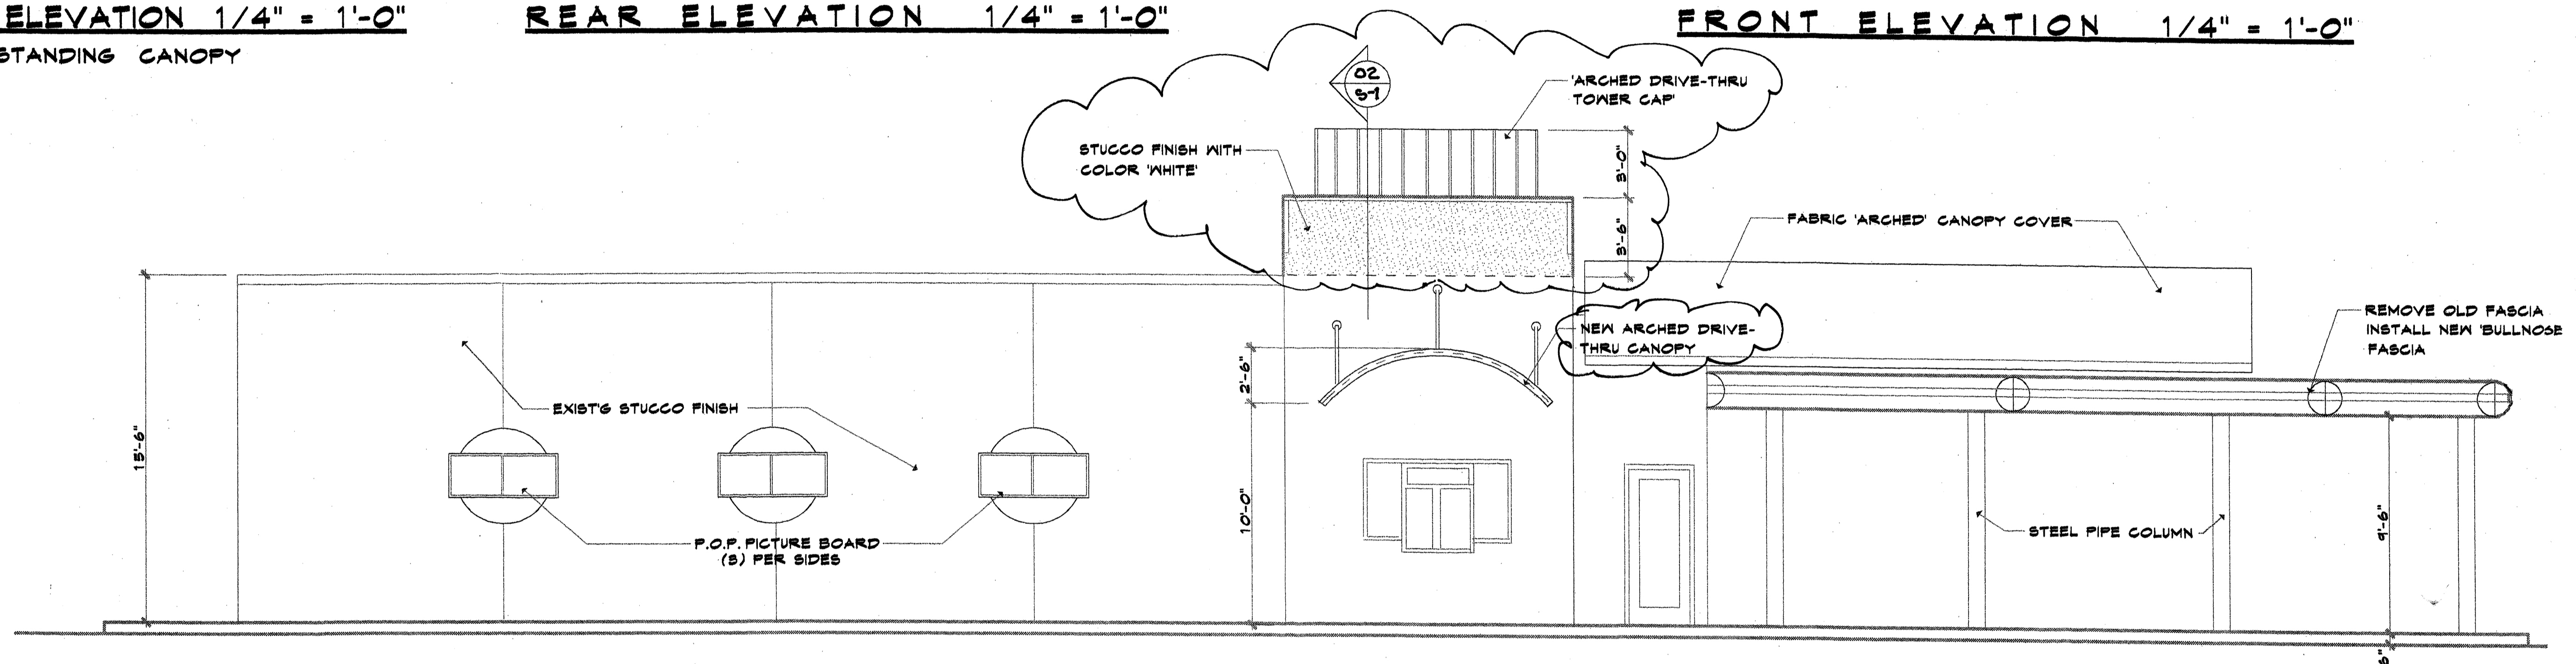 ELEVATION 1/4" = 1'-0"
STANDING CANOPY
REAR ELEVATION 1/4" = 1'-0"
FRONT ELEVATION 1/4" = 1'-0"
02
S-1
'ARCHED DRIVE-THRU
TOWER CAP'
STUCCO FINISH WITH
COLOR 'WHITE'
3'-0"
3'-6"
FABRIC 'ARCHED' CANOPY COVER
NEW ARCHED DRIVE-
THRU CANOPY
REMOVE OLD FASCIA
INSTALL NEW 'BULLNOSE
FASCIA
2'-6"
EXIST'G STUCCO FINISH
15'-6"
10'-0"
P.O.P. PICTURE BOARD
(3) PER SIDES
STEEL PIPE COLUMN
9'-6"